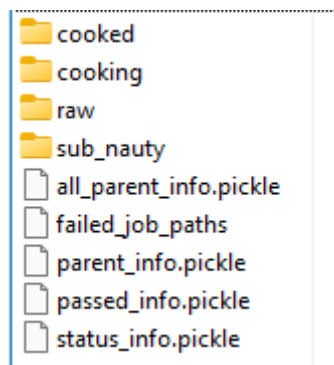 cooked
cooking
raw
sub_nauty
all_parent_info.pickle
failed_job_paths
parent_info.pickle
passed_info.pickle
status_info.pickle